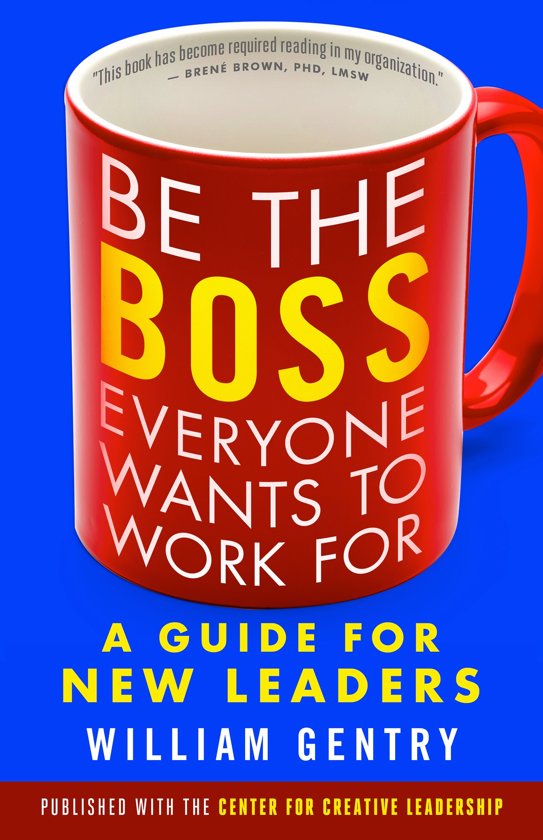 "This book has become required reading in my organization."
— BRENÉ BROWN, PHD, LMSW
BE THE
BOSS
EVERYONE
WANTS TO
WORK FOR
A GUIDE FOR
NEW LEADERS
WILLIAM GENTRY
PUBLISHED WITH THE CENTER FOR CREATIVE LEADERSHIP